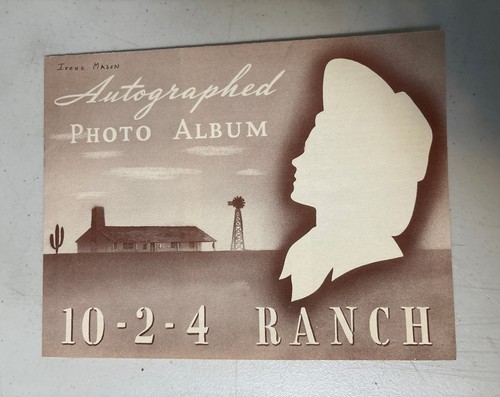 Irene Mason
Autographed
PHOTO ALBUM
10-2-4 RANCH